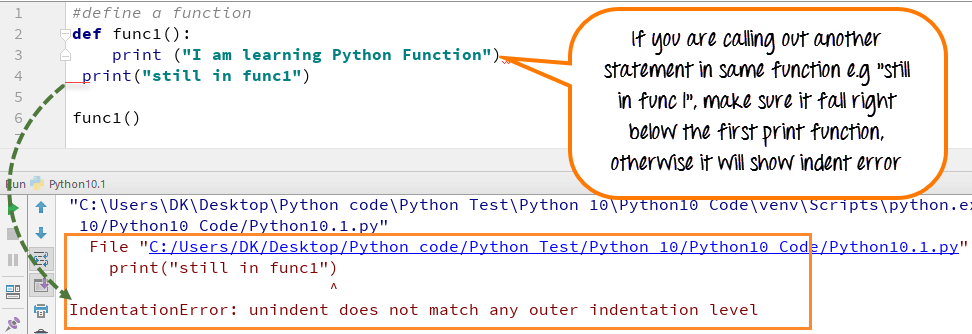 1 #define a function
2 def func1():
3 print ("I am learning Python Function")
4 print("still in func1")
5
6 func1()
7
If you are calling out another
statement in same function e.g "still
in func 1", make sure it fall right
below the first print function,
otherwise it will show indent error
Run Python10.1
"C:\Users\DK\Desktop\Python code\Python Test\Python 10\Python10 Code\venv\Scripts\python.ex
10/Python10 Code/Python10.1.py"
File "C:/Users/DK/Desktop/Python code/Python Test/Python 10/Python10 Code/Python10.1.py"
print("still in func1")
^
IndentationError: unindent does not match any outer indentation level